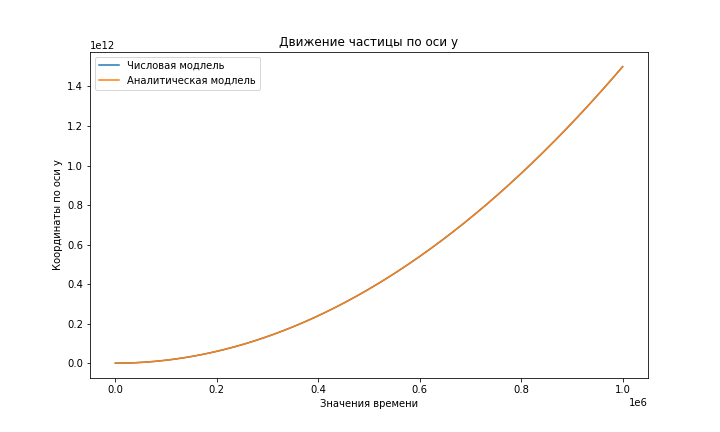 Движение частицы по оси y
1e12
Числовая модлель
Аналитическая модлель
Координаты по оси y
1.4
1.2
1.0
0.8
0.6
0.4
0.2
0.0
0.0 0.2 0.4 0.6 0.8 1.0
Значения времени
1e6